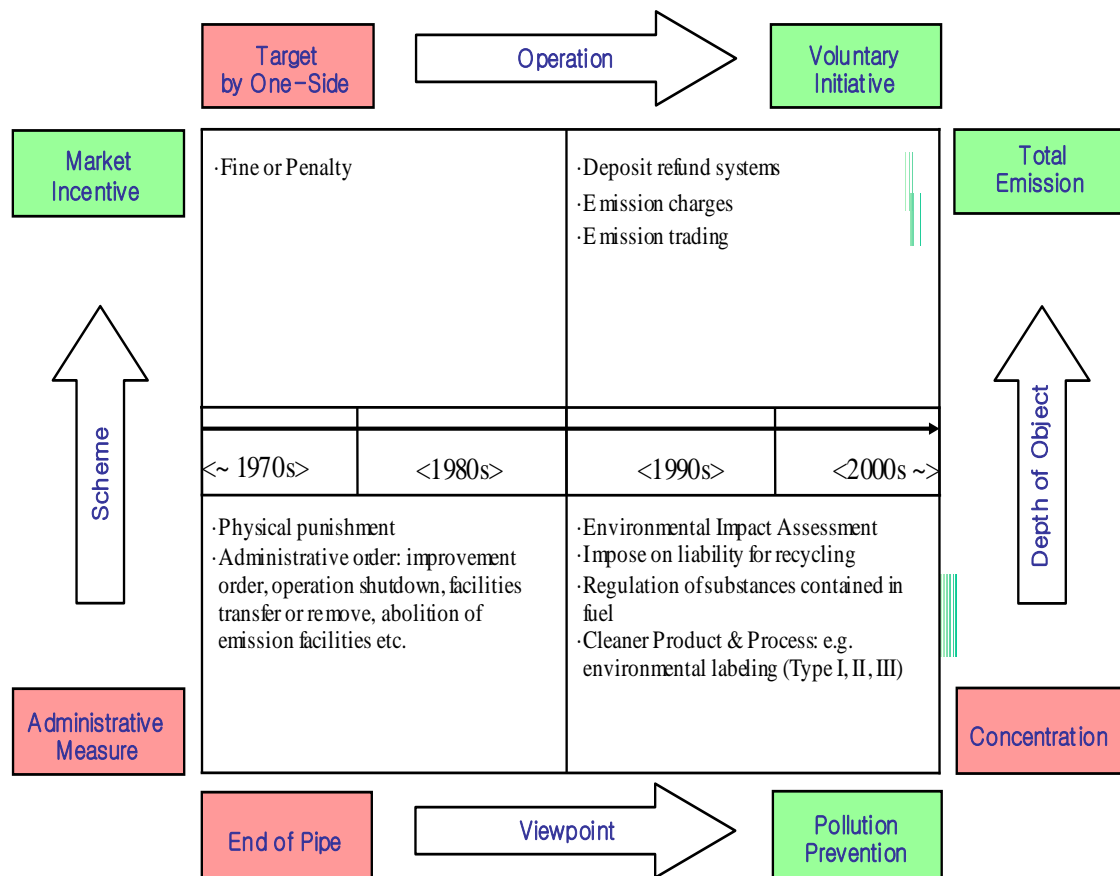 Target
by One-Side
Operation
Voluntary
Initiative
Market
Incentive
·Fine or Penalty
·Deposit refund systems
·Emission charges
·Emission trading
Total
Emission
Scheme
Depth of Object
<~ 1970s>
<1980s>
<1990s>
<2000s ~>
·Physical punishment
·Administrative order: improvement
order, operation shutdown, facilities
transfer or remove, abolition of
emission facilities etc.
·Environmental Impact Assessment
·Impose on liability for recycling
·Regulation of substances contained in
fuel
·Cleaner Product & Process: e.g.
environmental labeling (Type I, II, III)
Administrative
Measure
Concentration
End of Pipe
Viewpoint
Pollution
Prevention